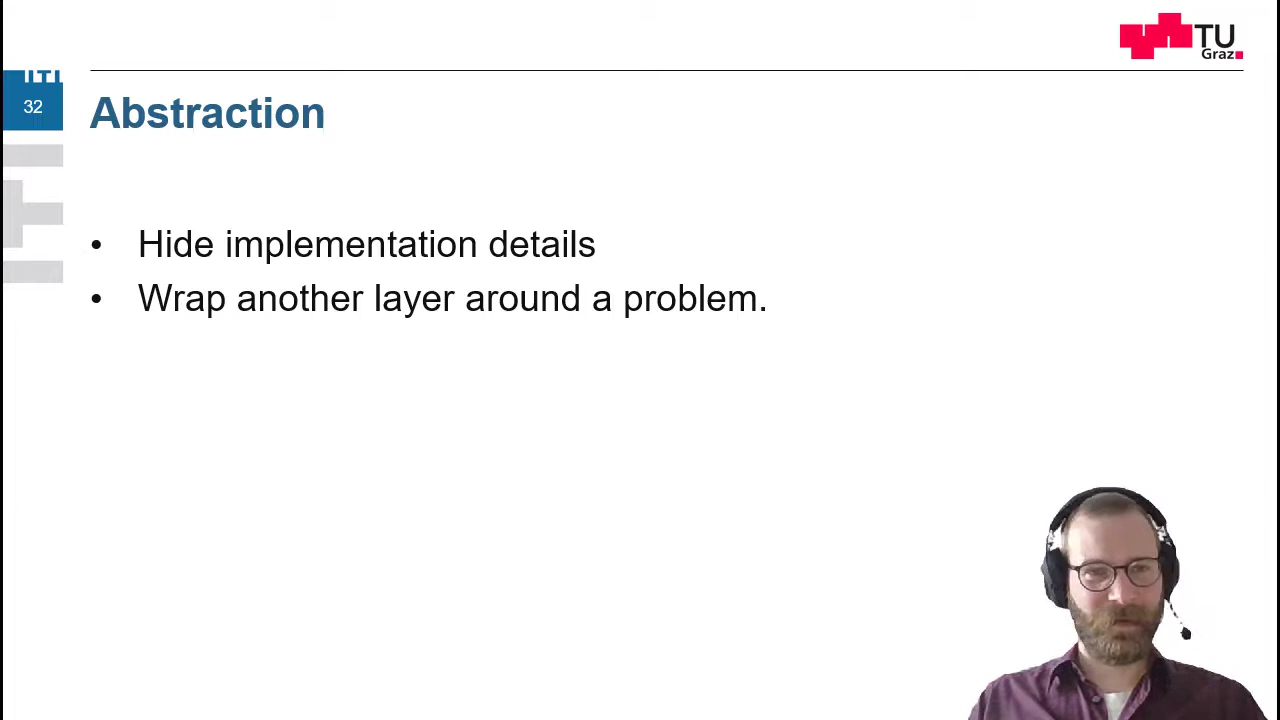 TU
Graz
32
Abstraction
• Hide implementation details
• Wrap another layer around a problem.